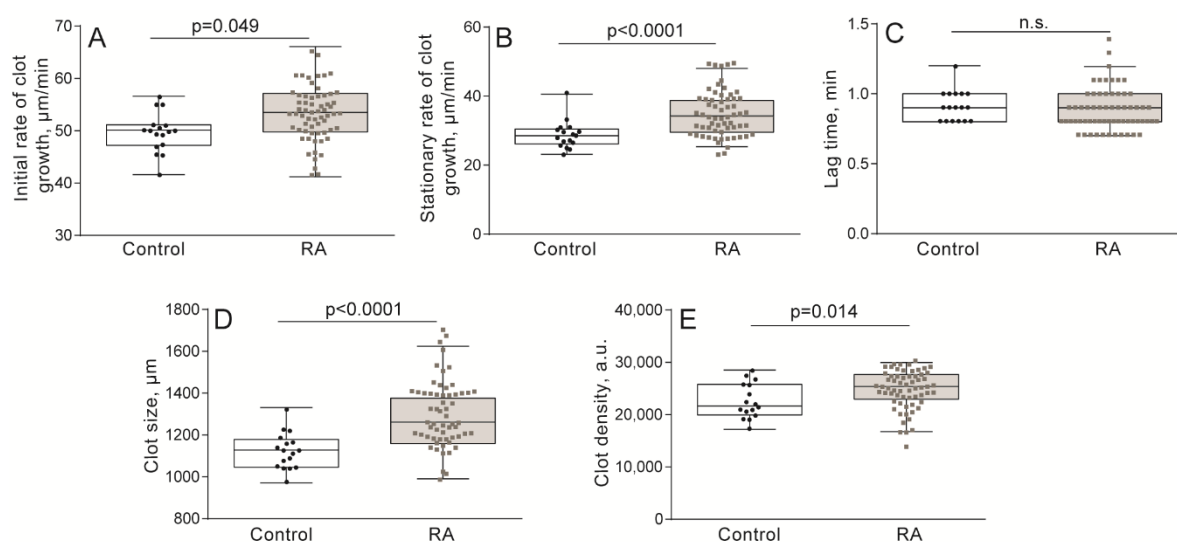 A
p=0.049
Initial rate of clot
growth, µm/min
70
60
50
40
30
Control
RA
B
p<0.0001
Stationary rate of clot
growth, µm/min
60
40
20
0
Control
RA
C
n.s.
Lag time, min
1.5
1.0
0.5
0.0
Control
RA
D
p<0.0001
Clot size, µm
1800
1600
1400
1200
1000
800
Control
RA
E
p=0.014
Clot density, a.u.
40,000
30,000
20,000
10,000
0
Control
RA